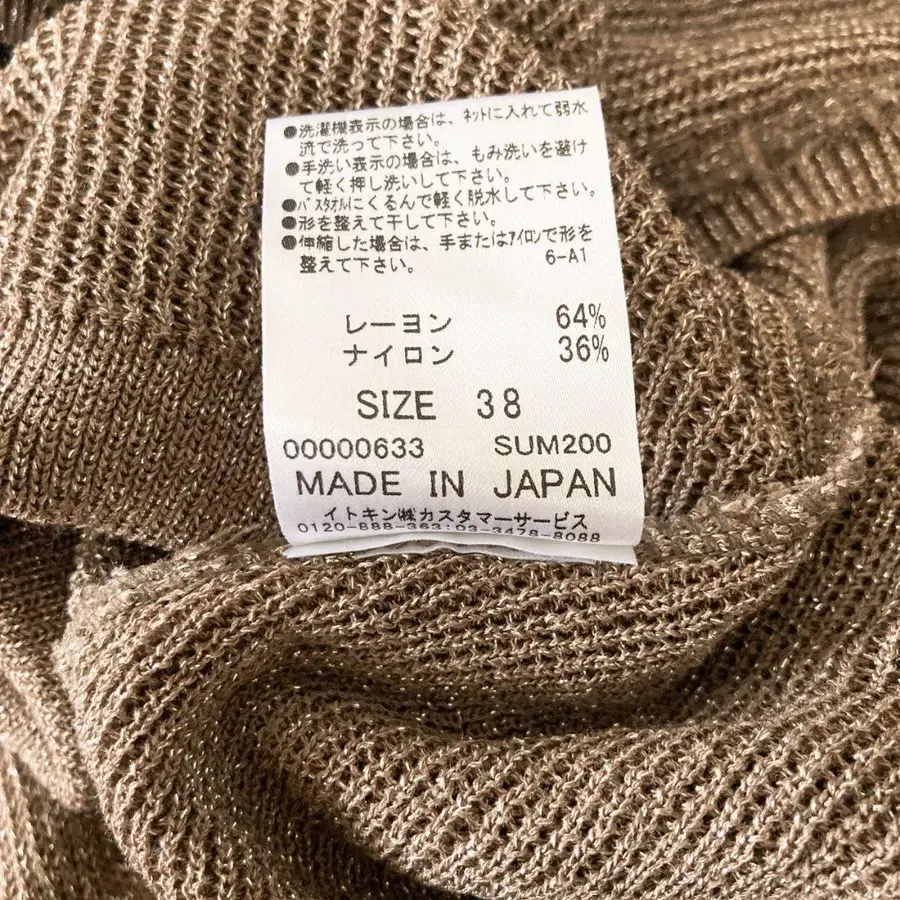 ●洗濯機表示の場合は、ネットに入れて弱水
流で洗って下さい。
●手洗い表示の場合は、もみ洗いを避け
て軽く押し洗いして下さい。
●バスタオルにくるんで軽く脱水して下さい。
●形を整えて干して下さい。
●伸縮した場合は、手またはアイロンで形を
整えて下さい。 6-A1
レーヨン 64%
ナイロン 36%
SIZE 38
00000633 SUM200
MADE IN JAPAN
イトキン㈱カスタマーサービス
0120-888-363:03-3478-8088